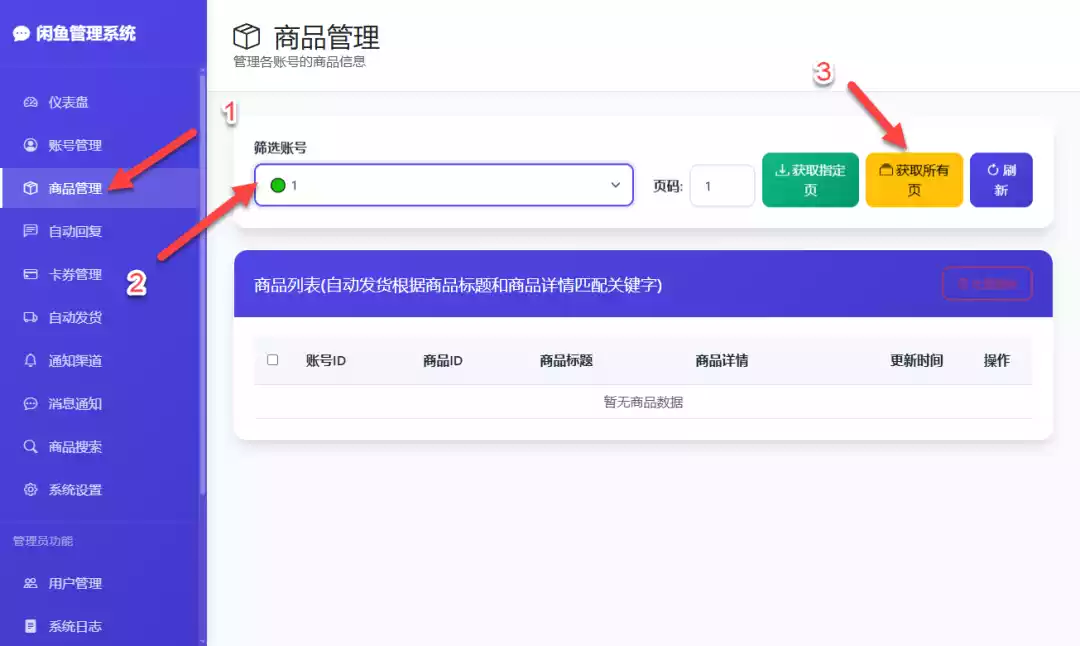 闲鱼管理系统
仪表盘
账号管理
商品管理
自动回复
卡券管理
自动发货
通知渠道
消息通知
商品搜索
系统设置
管理员功能
用户管理
系统日志
商品管理
管理各账号的商品信息
1
2
3
筛选账号
1
页码:
1
获取指定
页
获取所有
页
刷
新
商品列表(自动发货根据商品标题和商品详情匹配关键字)
账号ID 商品ID 商品标题 商品详情 更新时间 操作
暂无商品数据